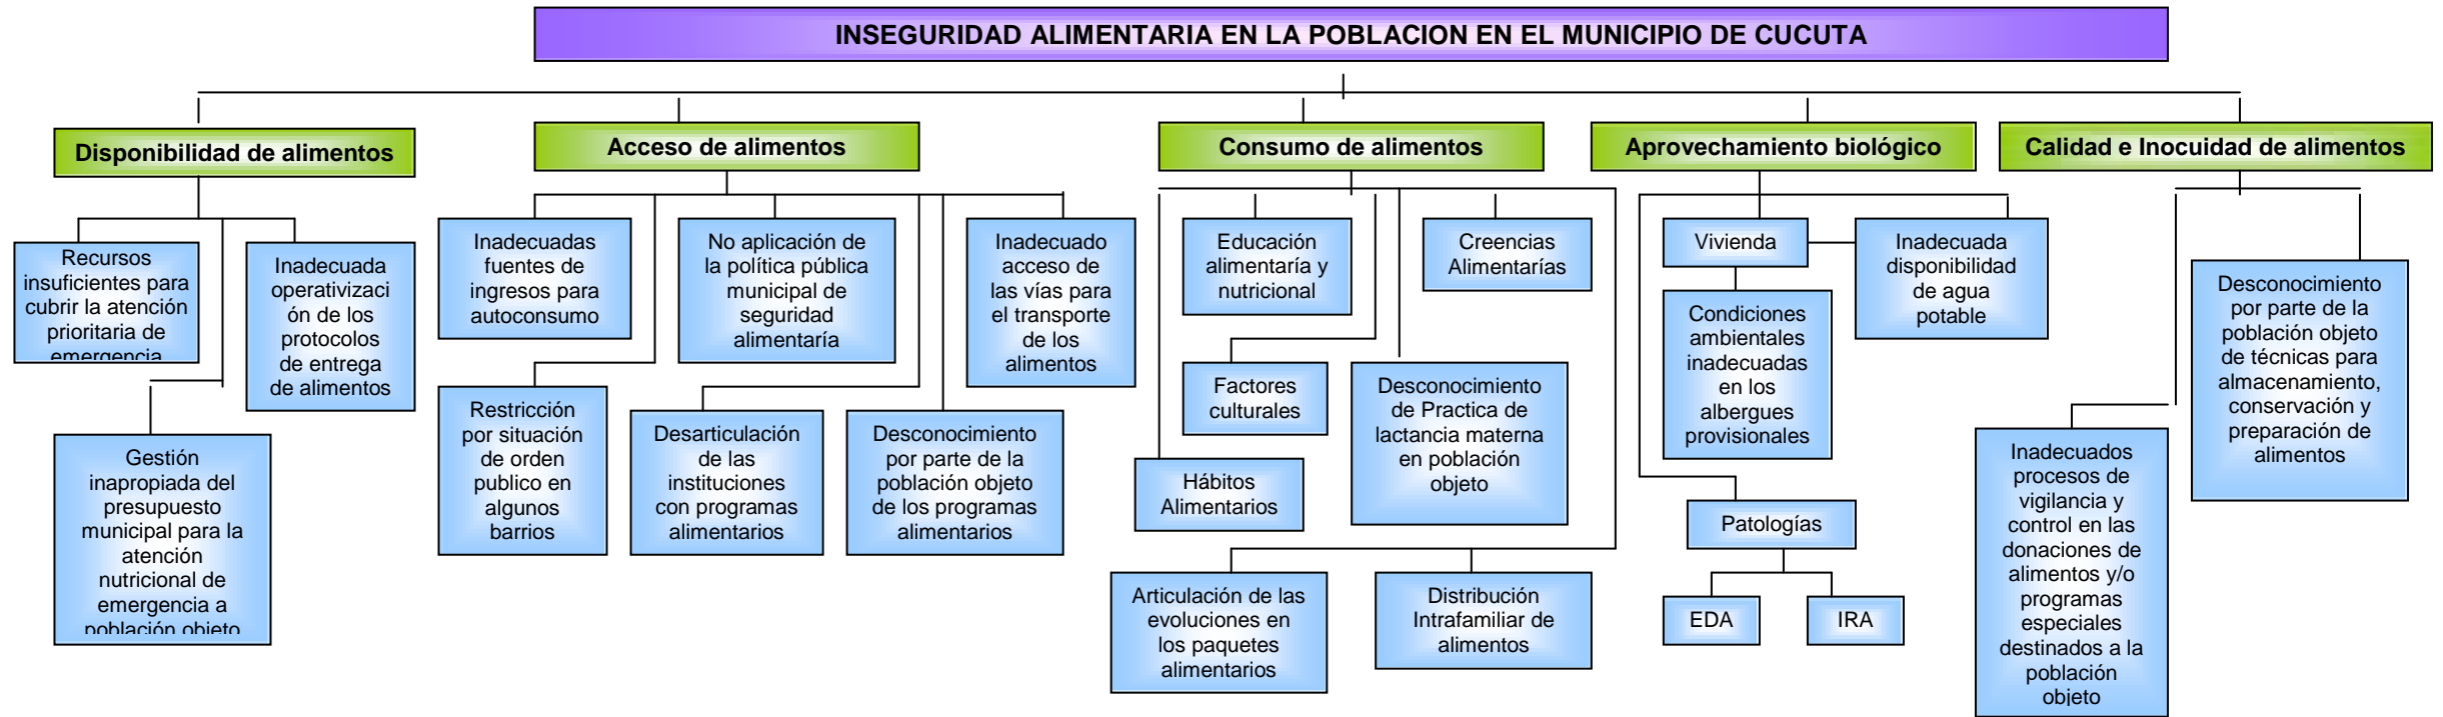 INSEGURIDAD ALIMENTARIA EN LA POBLACION EN EL MUNICIPIO DE CUCUTA
Disponibilidad de alimentos
Recursos
insuficientes para
cubrir la atención
prioritaria de
emergencia
Inadecuada
operativizaci
ón de los
protocolos
de entrega
de alimentos
Gestión
inapropiada del
presupuesto
municipal para la
atención
nutricional de
emergencia a
población objeto
Acceso de alimentos
Inadecuadas
fuentes de
ingresos para
autoconsumo
No aplicación de
la política pública
municipal de
seguridad
alimentaría
Inadecuado
acceso de
las vías para
el transporte
de los
alimentos
Restricción
por situación
de orden
publico en
algunos
barrios
Desarticulación
de las
instituciones
con programas
alimentarios
Desconocimiento
por parte de la
población objeto
de los programas
alimentarios
Consumo de alimentos
Educación
alimentaría y
nutricional
Creencias
Alimentarías
Factores
culturales
Desconocimiento
de Practica de
lactancia materna
en población
objeto
Hábitos
Alimentarios
Articulación de las
evoluciones en
los paquetes
alimentarios
Distribución
Intrafamiliar de
alimentos
Aprovechamiento biológico
Vivienda
Inadecuada
disponibilidad
de agua
potable
Condiciones
ambientales
inadecuadas
en los
albergues
provisionales
Patologías
EDA
IRA
Calidad e Inocuidad de alimentos
Desconocimiento
por parte de la
población objeto
de técnicas para
almacenamiento,
conservación y
preparación de
alimentos
Inadecuados
procesos de
vigilancia y
control en las
donaciones de
alimentos y/o
programas
especiales
destinados a la
población
objeto